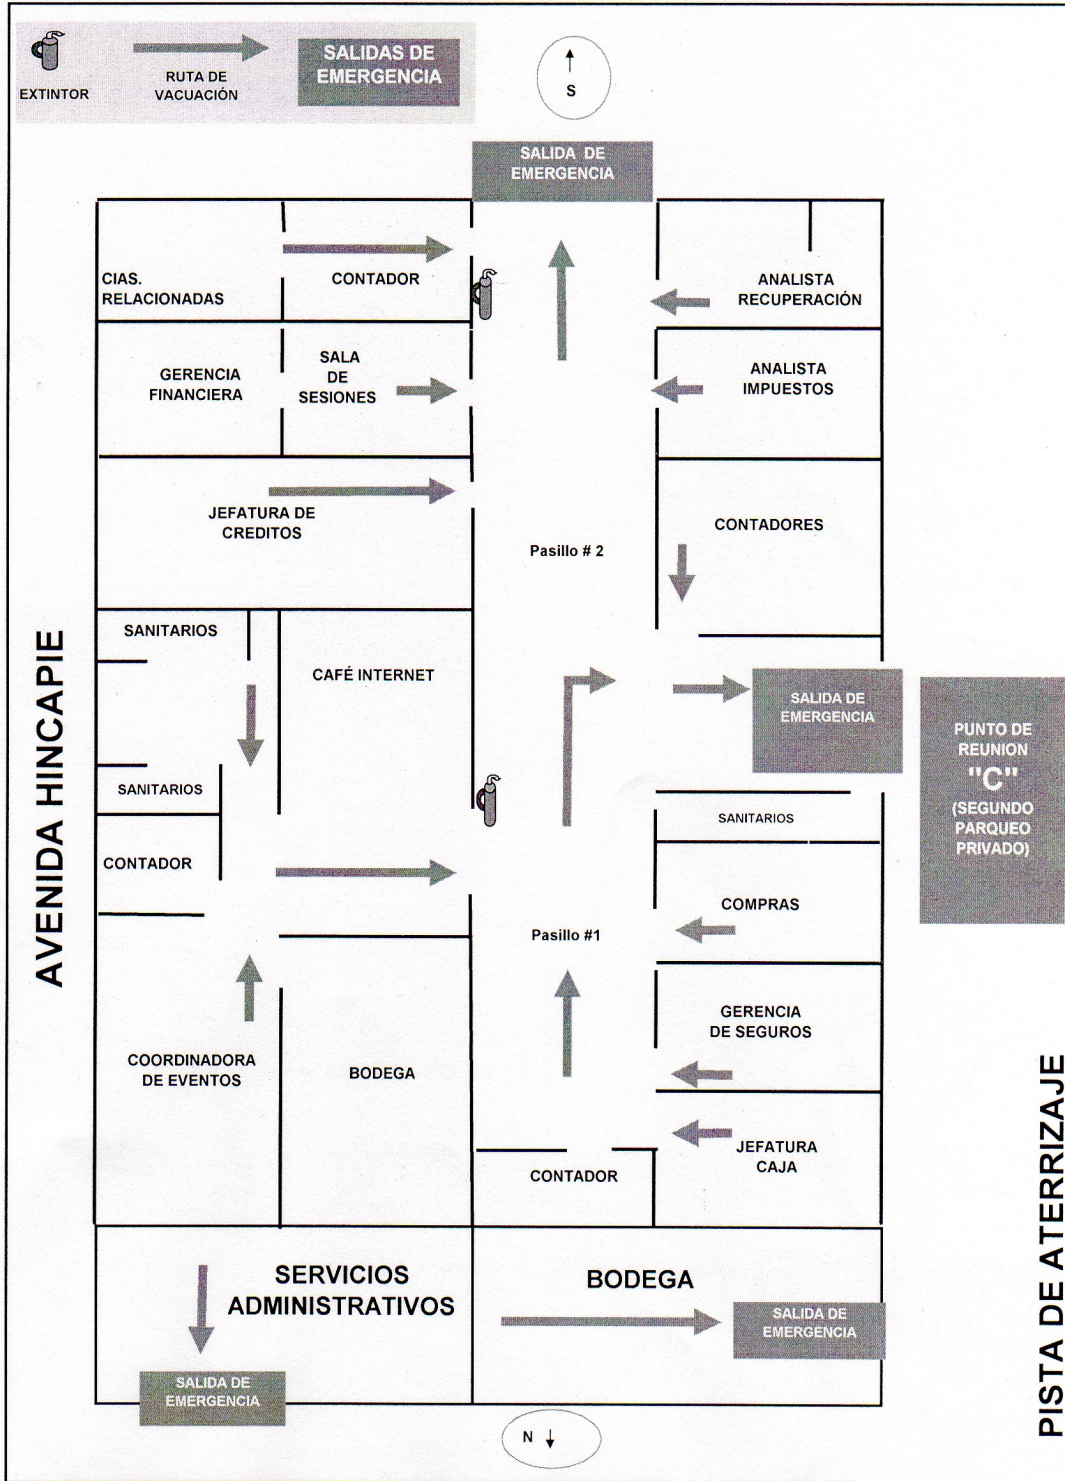 EXTINTOR
RUTA DE
VACUACIÓN
SALIDAS DE
EMERGENCIA
S
SALIDA DE
EMERGENCIA
CIAS.
RELACIONADAS
CONTADOR
ANALISTA
RECUPERACIÓN
GERENCIA
FINANCIERA
SALA
DE
SESIONES
ANALISTA
IMPUESTOS
JEFATURA DE
CREDITOS
CONTADORES
Pasillo # 2
SANITARIOS
CAFÉ INTERNET
AVENIDA HINCAPIE
SALIDA DE
EMERGENCIA
PUNTO DE
REUNION
"C"
(SEGUNDO
PARQUEO
PRIVADO)
SANITARIOS
SANITARIOS
CONTADOR
COMPRAS
Pasillo #1
GERENCIA
DE SEGUROS
COORDINADORA
DE EVENTOS
BODEGA
JEFATURA
CAJA
CONTADOR
PISTA DE ATERRIZAJE
SERVICIOS
ADMINISTRATIVOS
BODEGA
SALIDA DE
EMERGENCIA
SALIDA DE
EMERGENCIA
N